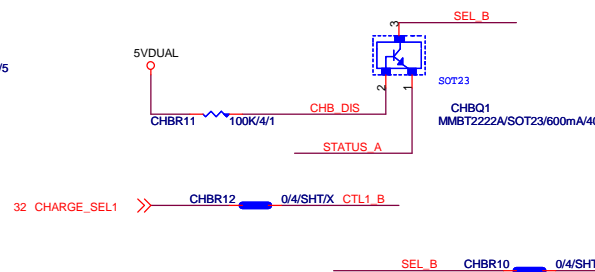 SEL_B
3
5VDUAL
/5
SOT23
2
1
CHB_DIS
CHBR11
100K/4/1
CHBQ1
MMBT2222A/SOT23/600mA/40
STATUS_A
32 CHARGE_SEL1
CHBR12
0/4/SHT/X
CTL1_B
SEL_B
CHBR10
0/4/SHT